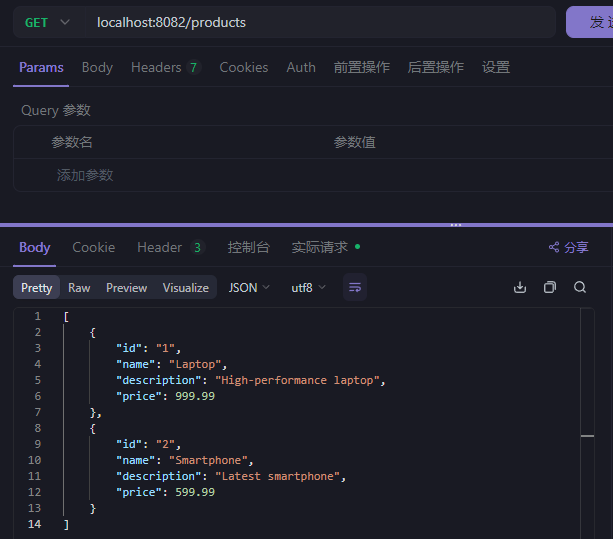 GET localhost:8082/products 发
Params Body Headers 7 Cookies Auth 前置操作 后置操作 设置
Query 参数
参数名 参数值
添加参数
Body Cookie Header 3 控制台 实际请求 分享
Pretty Raw Preview Visualize JSON utf8
1 [
2 {
3 "id": "1",
4 "name": "Laptop",
5 "description": "High-performance laptop",
6 "price": 999.99
7 },
8 {
9 "id": "2",
10 "name": "Smartphone",
11 "description": "Latest smartphone",
12 "price": 599.99
13 }
14 ]